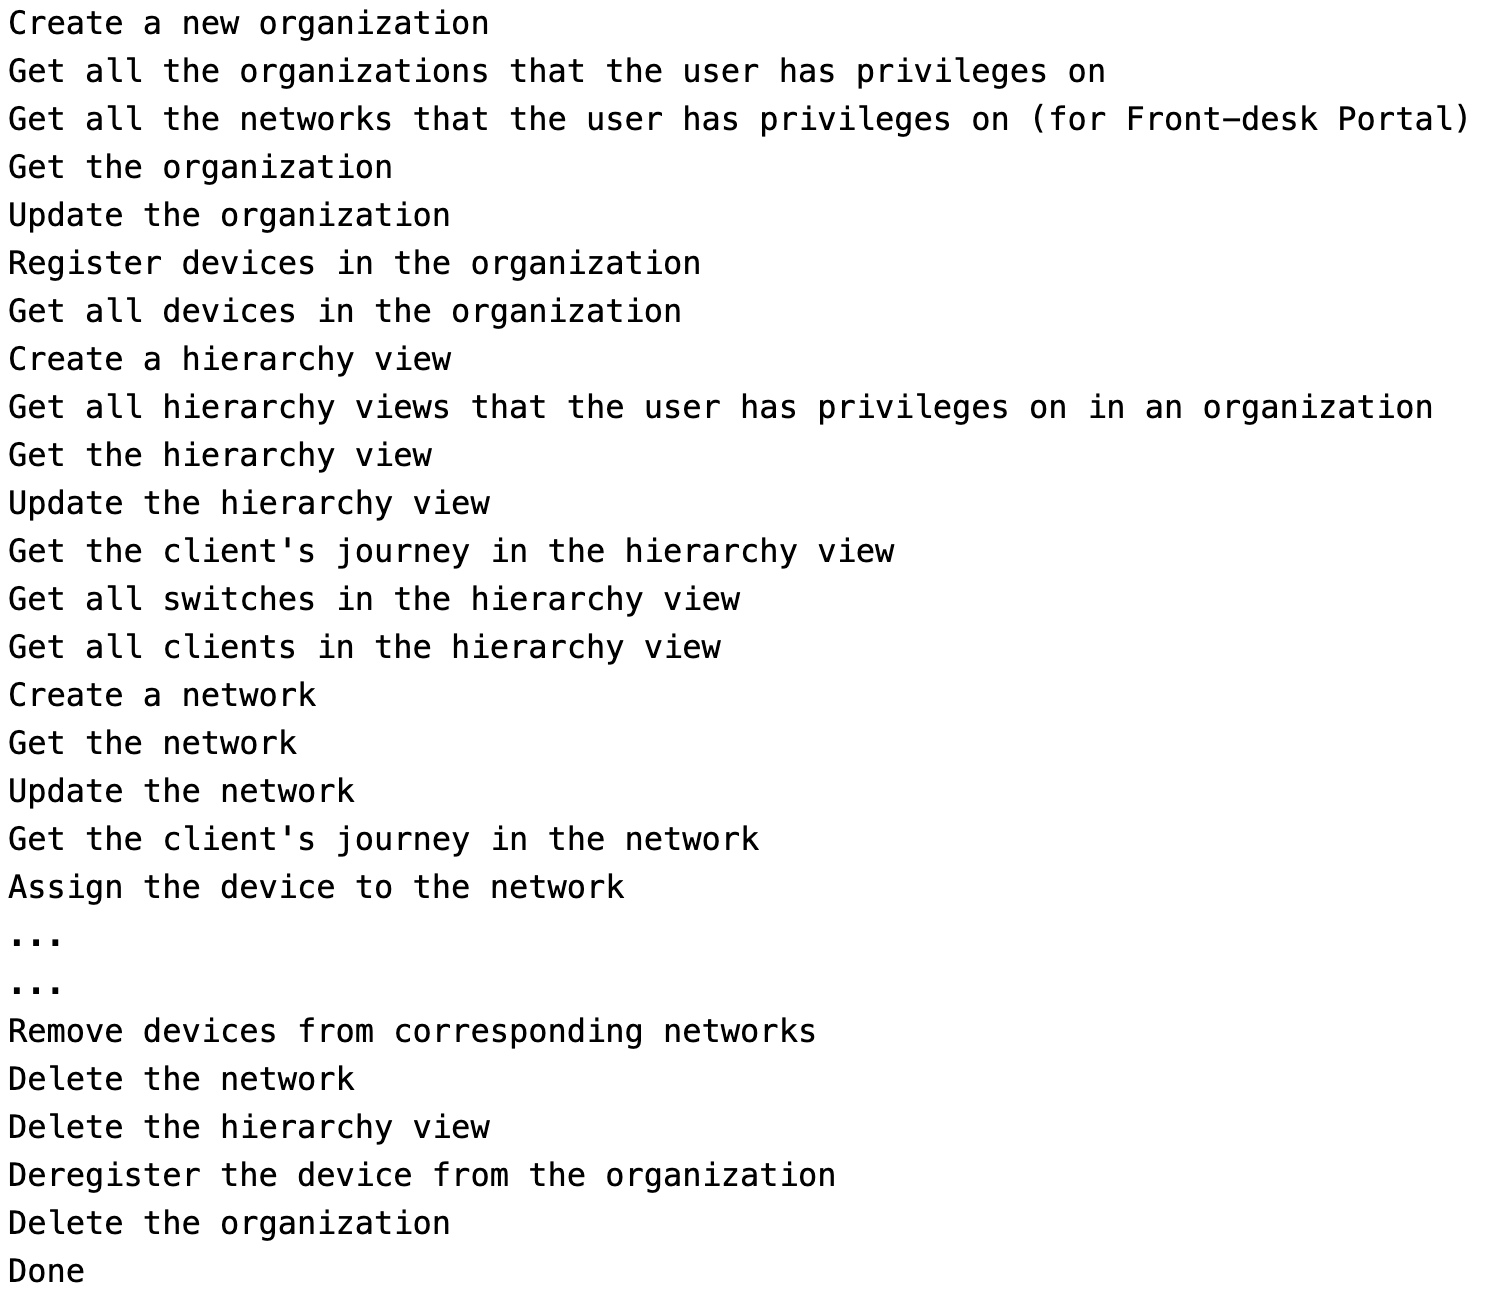 Create a new organization
Get all the organizations that the user has privileges on
Get all the networks that the user has privileges on (for Front-desk Portal)
Get the organization
Update the organization
Register devices in the organization
Get all devices in the organization
Create a hierarchy view
Get all hierarchy views that the user has privileges on in an organization
Get the hierarchy view
Update the hierarchy view
Get the client's journey in the hierarchy view
Get all switches in the hierarchy view
Get all clients in the hierarchy view
Create a network
Get the network
Update the network
Get the client's journey in the network
Assign the device to the network
...
...
Remove devices from corresponding networks
Delete the network
Delete the hierarchy view
Deregister the device from the organization
Delete the organization
Done